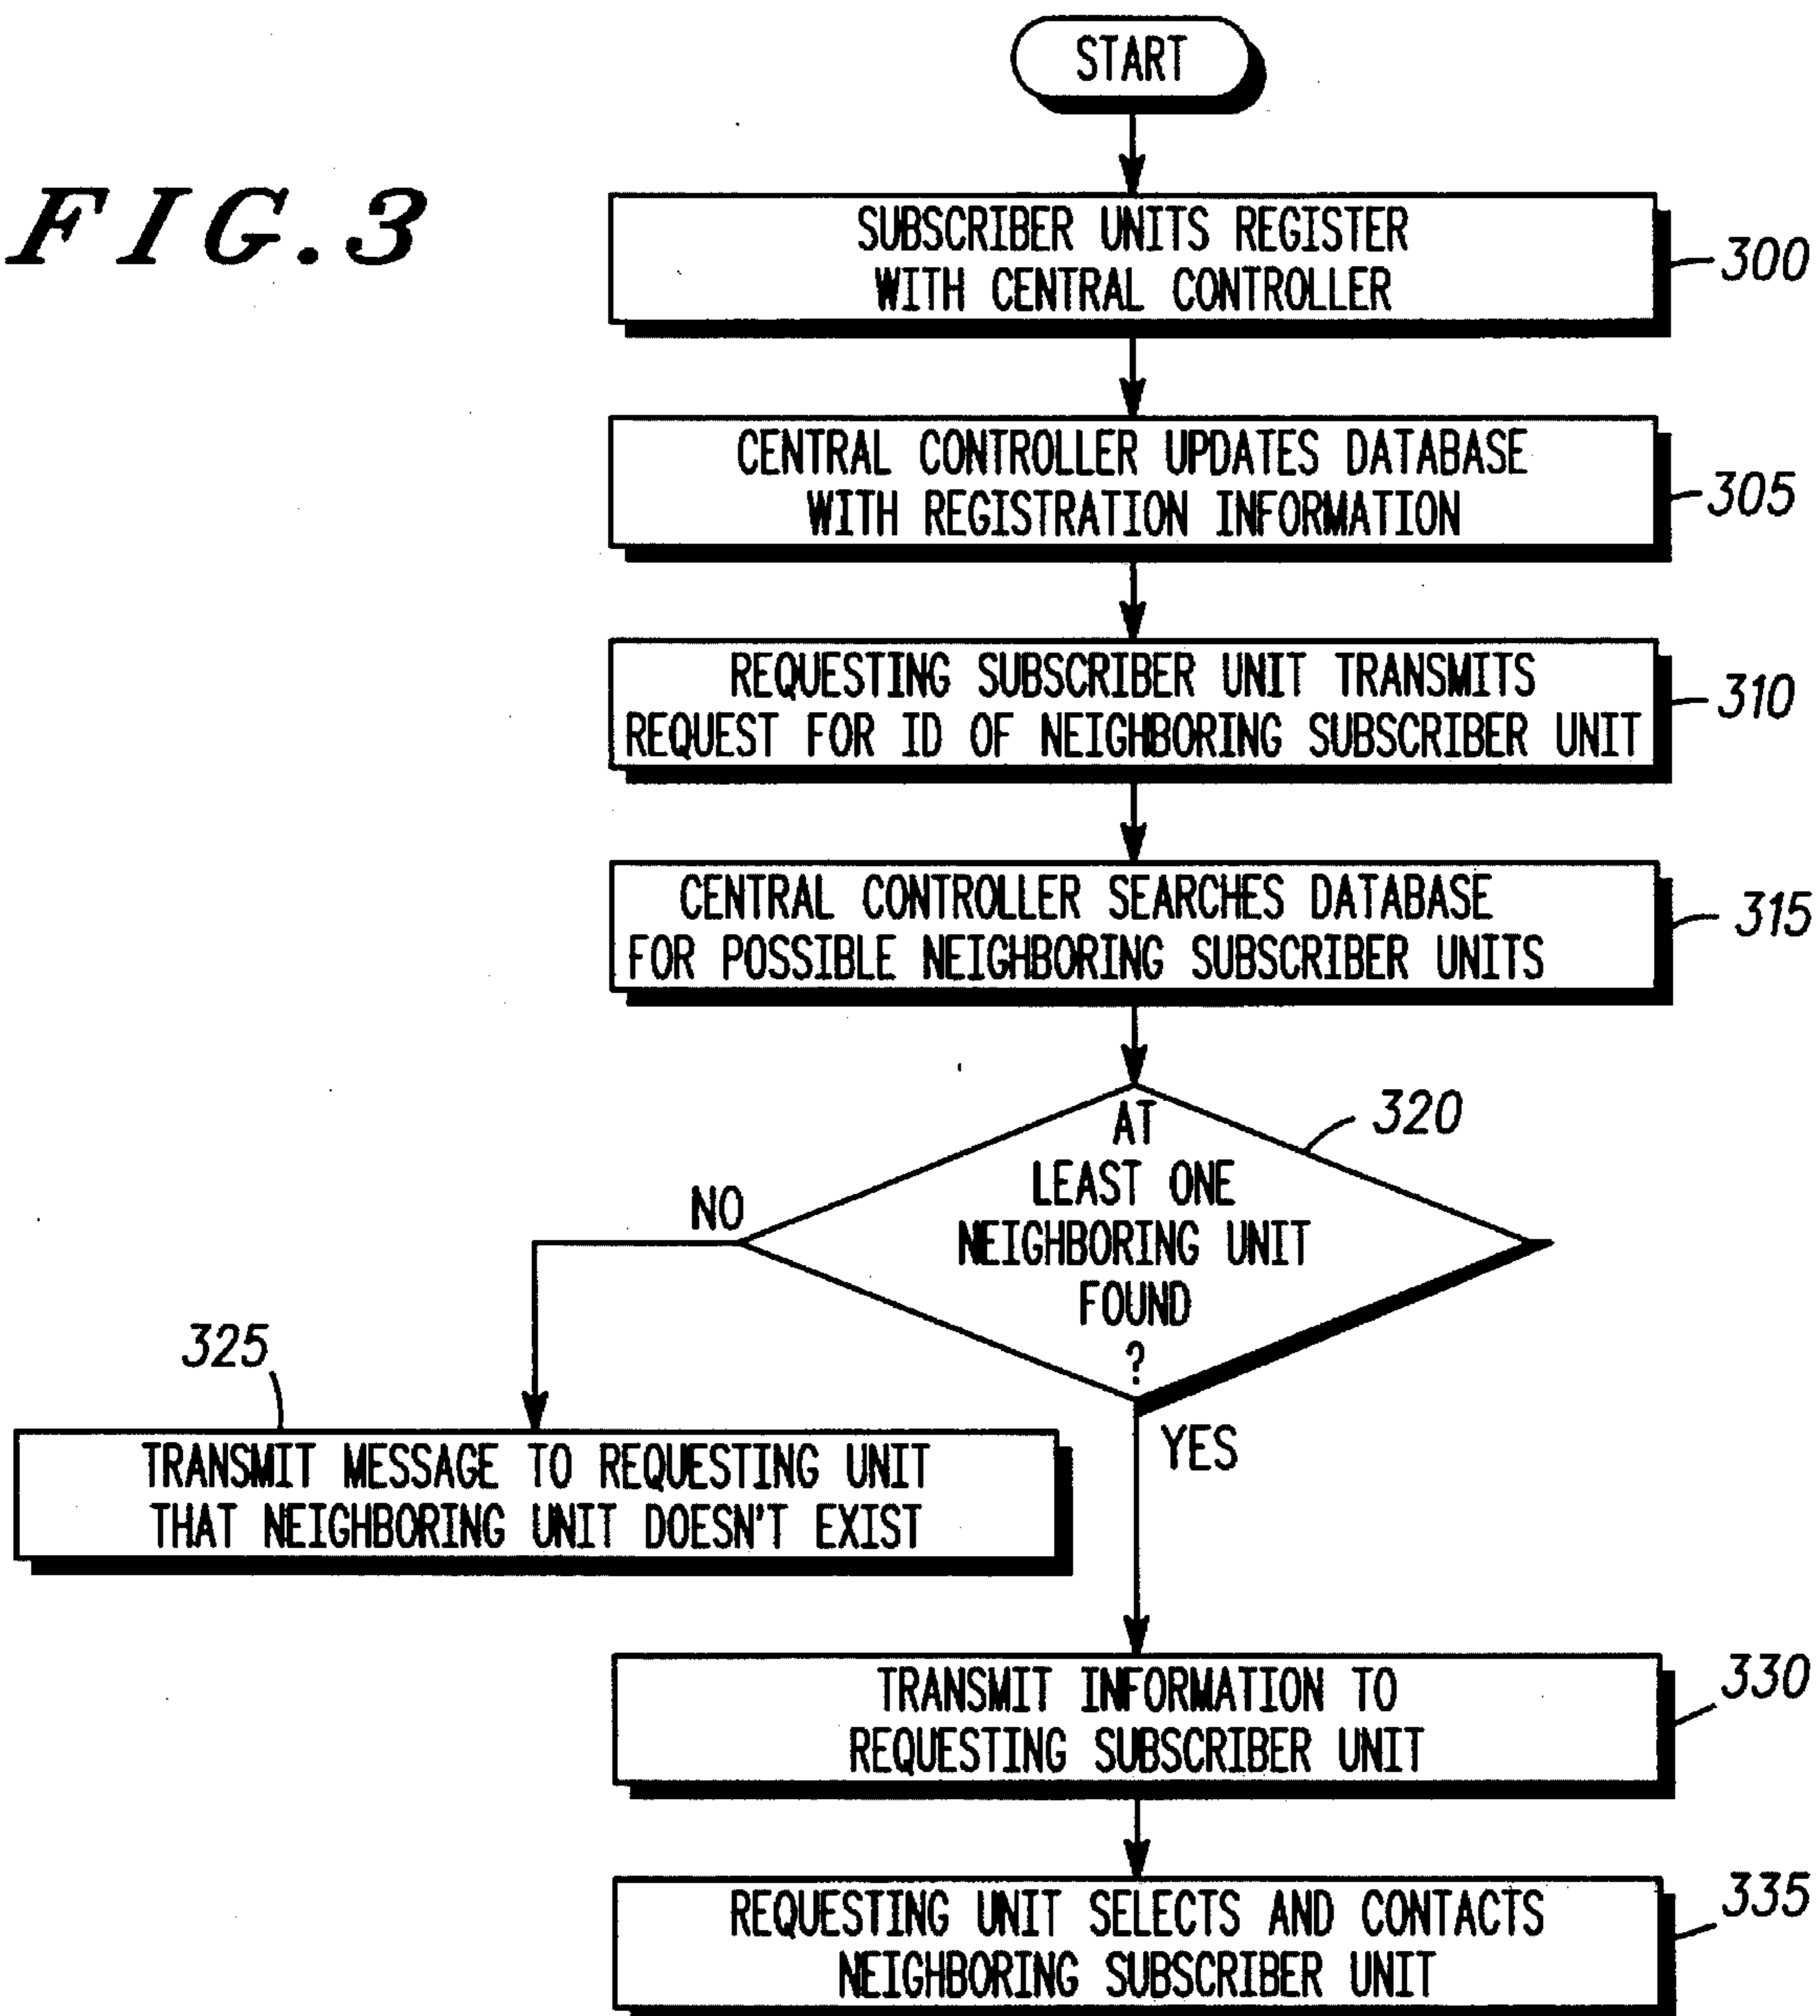 START
FIG.3
SUBSCRIBER UNITS REGISTER
WITH CENTRAL CONTROLLER
300
CENTRAL CONTROLLER UPDATES DATABASE
WITH REGISTRATION INFORMATION
305
REQUESTING SUBSCRIBER UNIT TRANSMITS
REQUEST FOR ID OF NEIGHBORING SUBSCRIBER UNIT
310
CENTRAL CONTROLLER SEARCHES DATABASE
FOR POSSIBLE NEIGHBORING SUBSCRIBER UNITS
315
AT
LEAST ONE
NEIGHBORING UNIT
FOUND
?
320
NO
YES
325
TRANSMIT MESSAGE TO REQUESTING UNIT
THAT NEIGHBORING UNIT DOESN'T EXIST
TRANSMIT INFORMATION TO
REQUESTING SUBSCRIBER UNIT
330
REQUESTING UNIT SELECTS AND CONTACTS
NEIGHBORING SUBSCRIBER UNIT
335